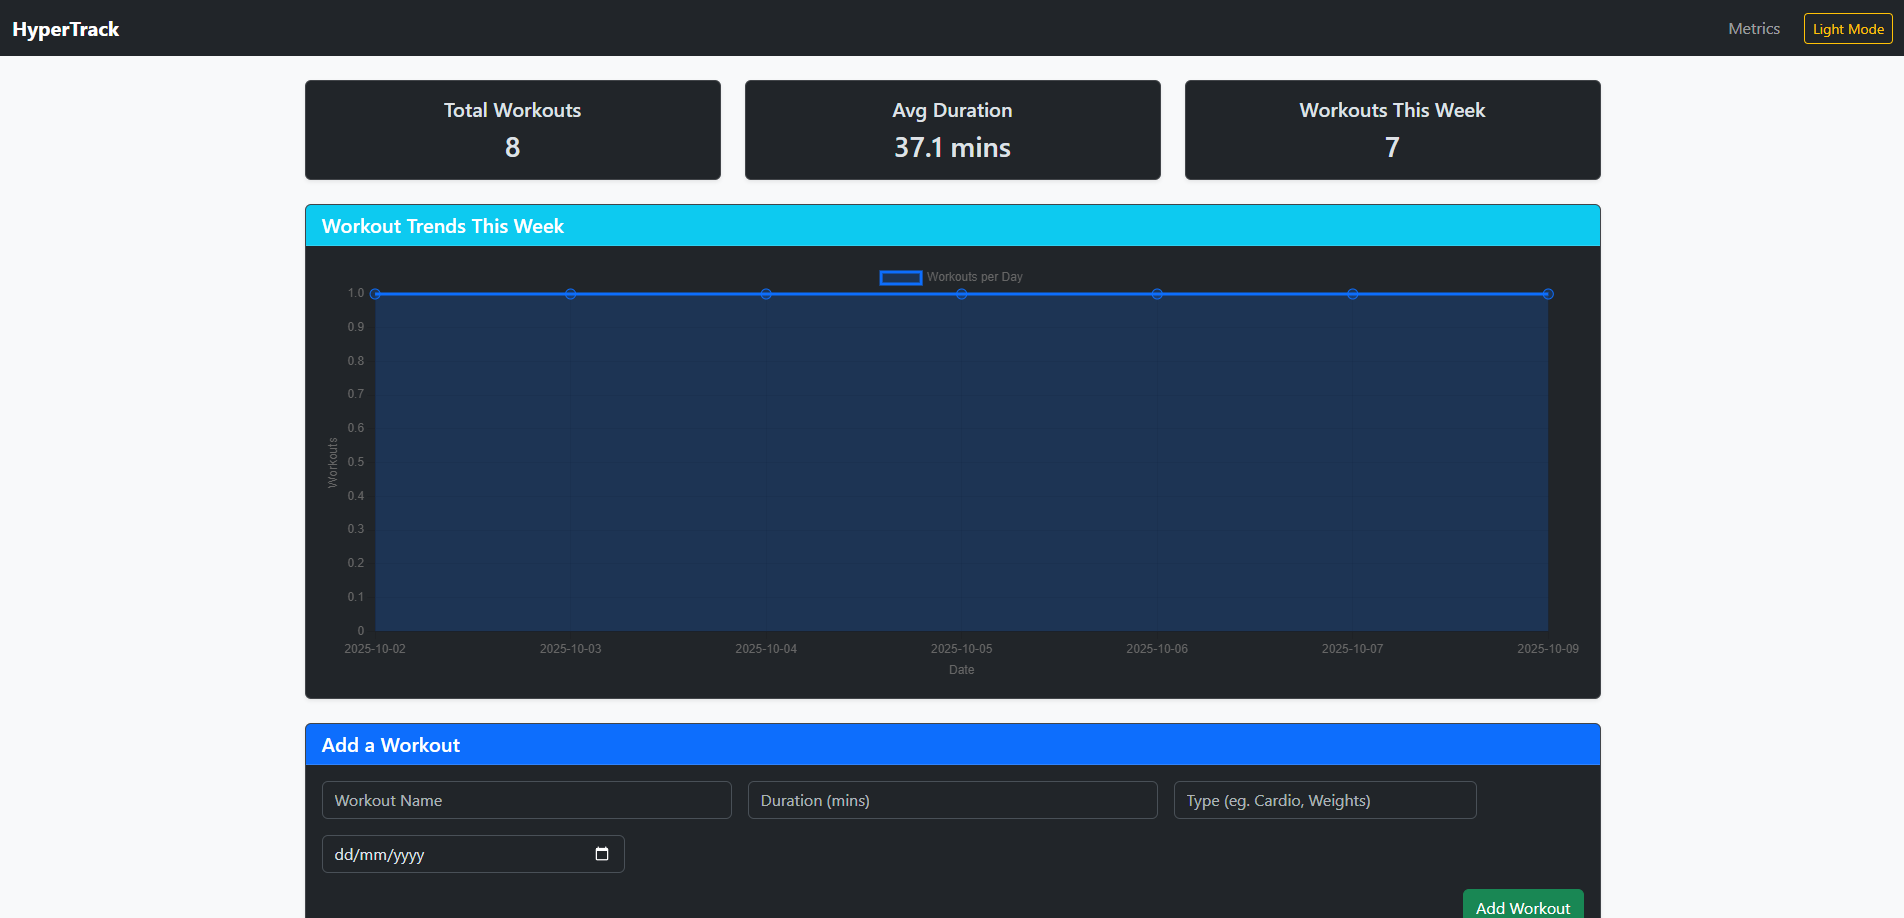 HyperTrack
Metrics
Light Mode
Total Workouts
8
Avg Duration
37.1 mins
Workouts This Week
7
Workout Trends This Week
Workouts per Day
Workouts
1.0
0.9
0.8
0.7
0.6
0.5
0.4
0.3
0.2
0.1
0
2025-10-02 2025-10-03 2025-10-04 2025-10-05 2025-10-06 2025-10-07 2025-10-09
Date
Add a Workout
Workout Name
Duration (mins)
Type (eg. Cardio, Weights)
dd/mm/yyyy
Add Workout